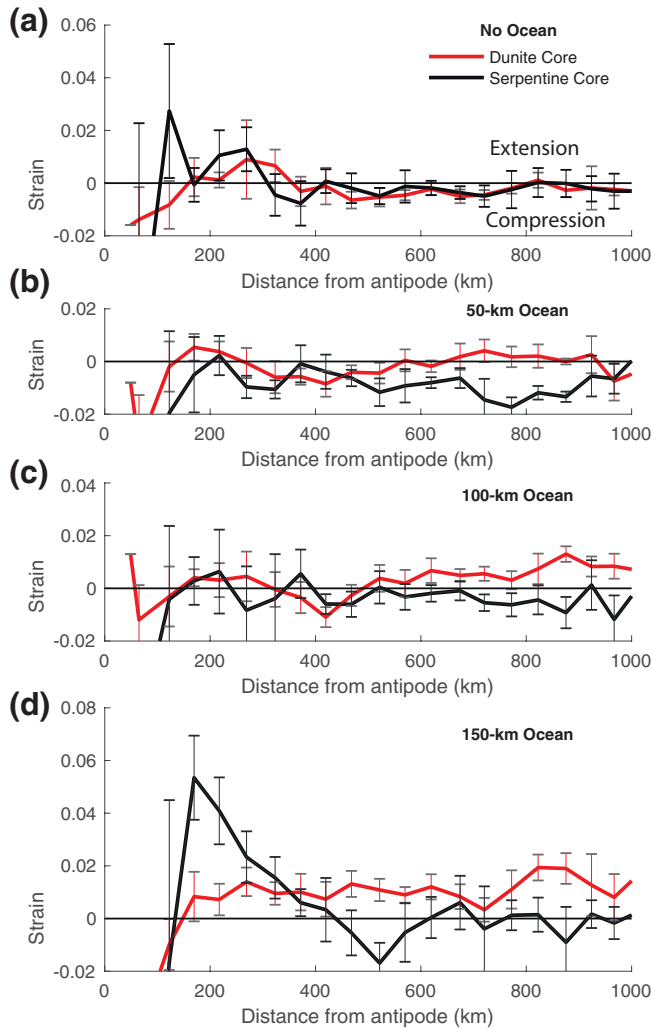 (a)
No Ocean
Dunite Core
Serpentine Core
0.06
0.04
0.02
0
-0.02
Strain
Extension
Compression
0 200 400 600 800 1000
Distance from antipode (km)
(b)
50-km Ocean
0.02
0
-0.02
Strain
0 200 400 600 800 1000
Distance from antipode (km)
(c)
100-km Ocean
0.04
0.02
0
-0.02
Strain
0 200 400 600 800 1000
Distance from antipode (km)
(d)
150-km Ocean
0.08
0.06
0.04
0.02
0
-0.02
Strain
0 200 400 600 800 1000
Distance from antipode (km)